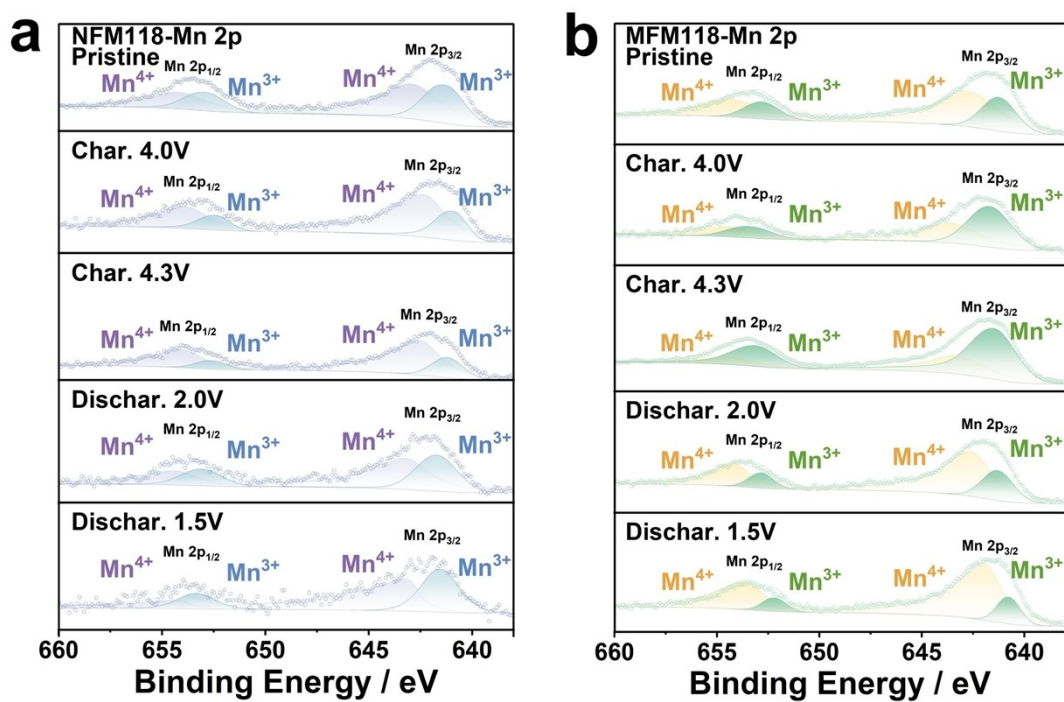 a
NFM118-Mn 2p
Pristine
Mn⁴⁺ Mn 2p₁/₂ Mn³⁺ Mn⁴⁺ Mn 2p₃/₂ Mn³⁺
Char. 4.0V
Mn⁴⁺ Mn 2p₁/₂ Mn³⁺ Mn⁴⁺ Mn 2p₃/₂ Mn³⁺
Char. 4.3V
Mn⁴⁺ Mn 2p₁/₂ Mn³⁺ Mn⁴⁺ Mn 2p₃/₂ Mn³⁺
Dischar. 2.0V
Mn⁴⁺ Mn 2p₁/₂ Mn³⁺ Mn⁴⁺ Mn 2p₃/₂ Mn³⁺
Dischar. 1.5V
Mn⁴⁺ Mn 2p₁/₂ Mn³⁺ Mn⁴⁺ Mn 2p₃/₂ Mn³⁺
660 655 650 645 640
Binding Energy / eV
b
MFM118-Mn 2p
Pristine
Mn⁴⁺ Mn 2p₁/₂ Mn³⁺ Mn⁴⁺ Mn 2p₃/₂ Mn³⁺
Char. 4.0V
Mn⁴⁺ Mn 2p₁/₂ Mn³⁺ Mn⁴⁺ Mn 2p₃/₂ Mn³⁺
Char. 4.3V
Mn⁴⁺ Mn 2p₁/₂ Mn³⁺ Mn⁴⁺ Mn 2p₃/₂ Mn³⁺
Dischar. 2.0V
Mn⁴⁺ Mn 2p₁/₂ Mn³⁺ Mn⁴⁺ Mn 2p₃/₂ Mn³⁺
Dischar. 1.5V
Mn⁴⁺ Mn 2p₁/₂ Mn³⁺ Mn⁴⁺ Mn 2p₃/₂ Mn³⁺
660 655 650 645 640
Binding Energy / eV